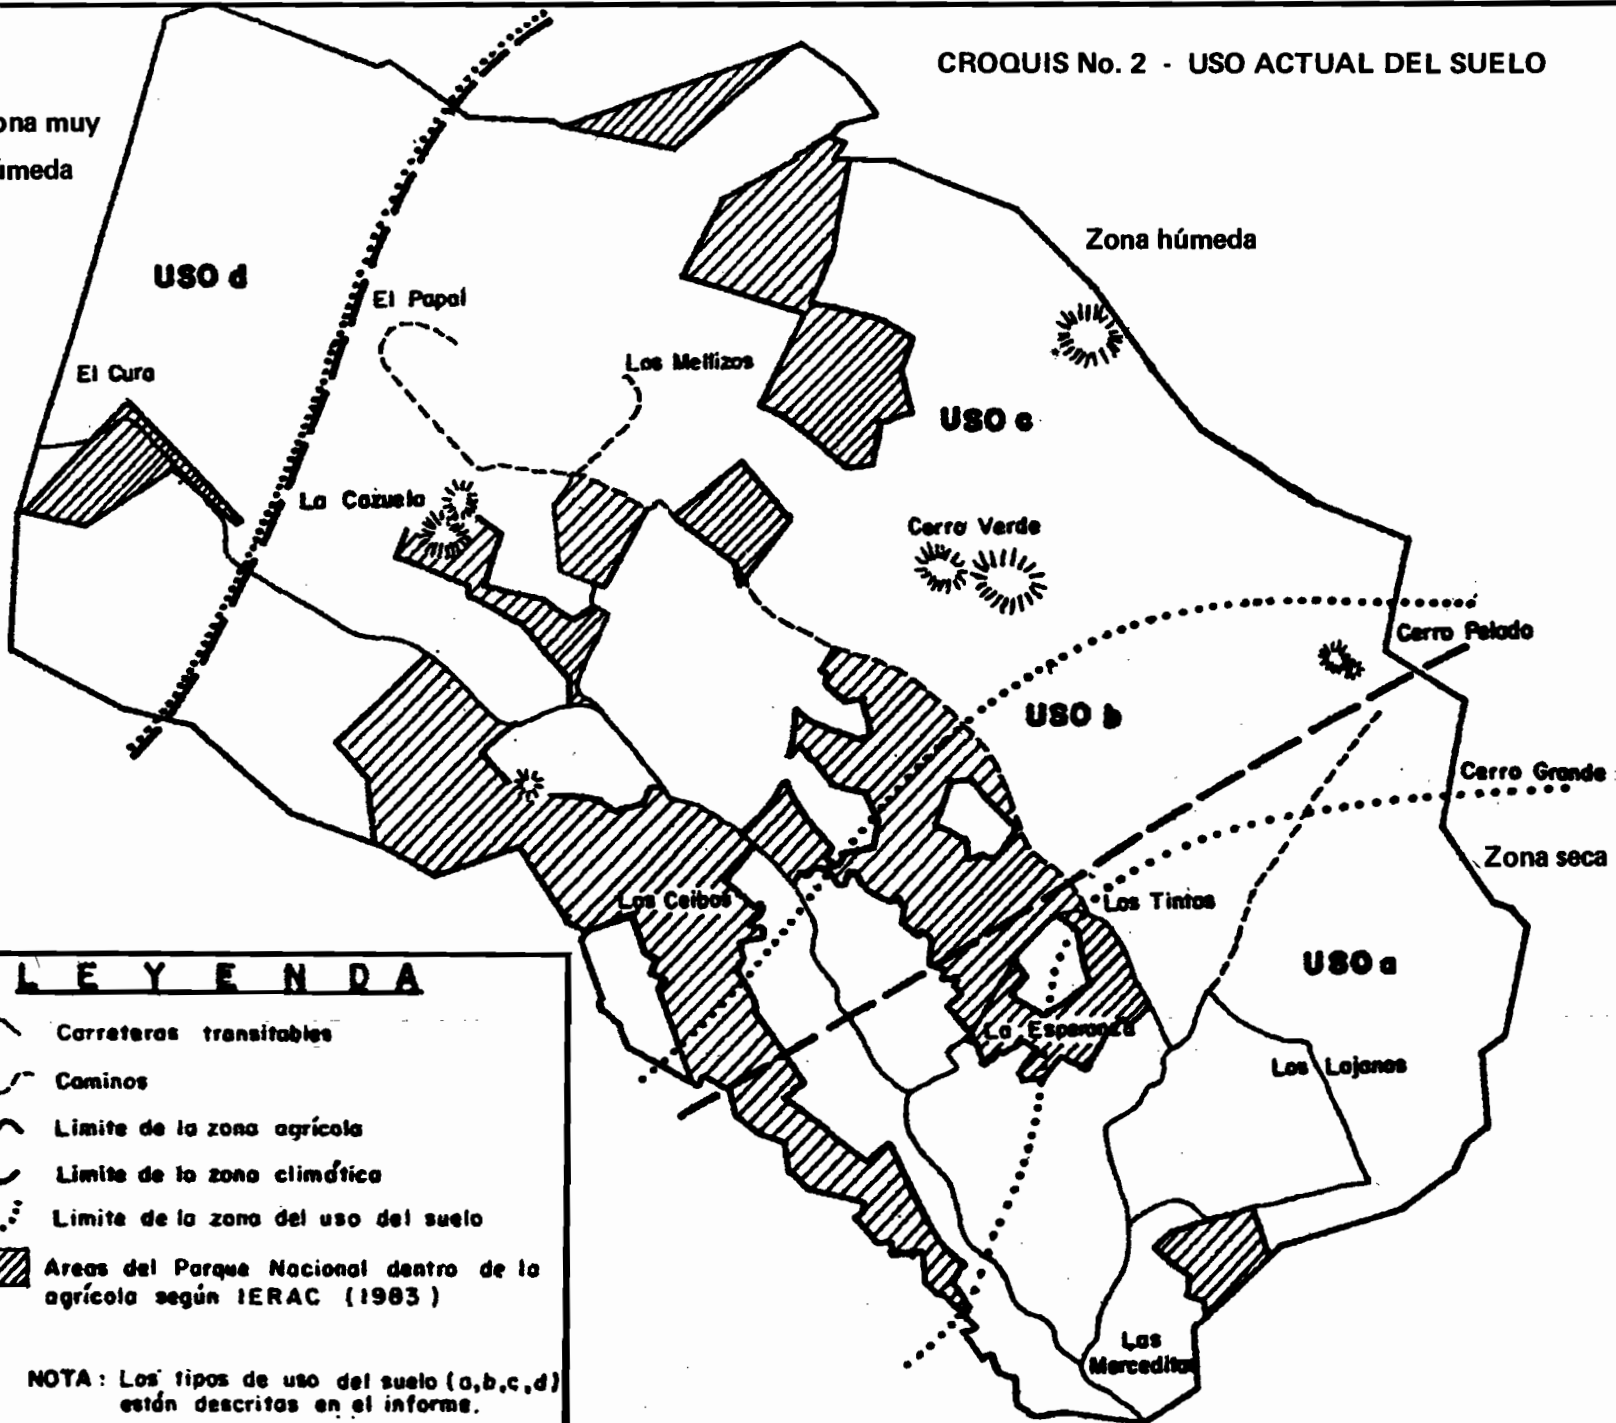 CROQUIS No. 2 - USO ACTUAL DEL SUELO
ona muy
úmeda
Zona húmeda
USO d
El Papal
El Cura
Los Mellizos
USO c
La Cazuela
Cerro Verde
Cerro Pelado
USO b
Cerro Grande
Zona seca
Los Ceibos
Los Tintos
USO a
La Esperanza
Los Lojanos
Las
Merceditas
LEYENDA
Carreteras transitables
Caminos
Limite de la zona agrícola
Limite de la zona climática
Limite de la zona del uso del suelo
Areas del Parque Nacional dentro de la
agrícola según IERAC (1983)
NOTA: Los tipos de uso del suelo (a,b,c,d)
están descritas en el informe.